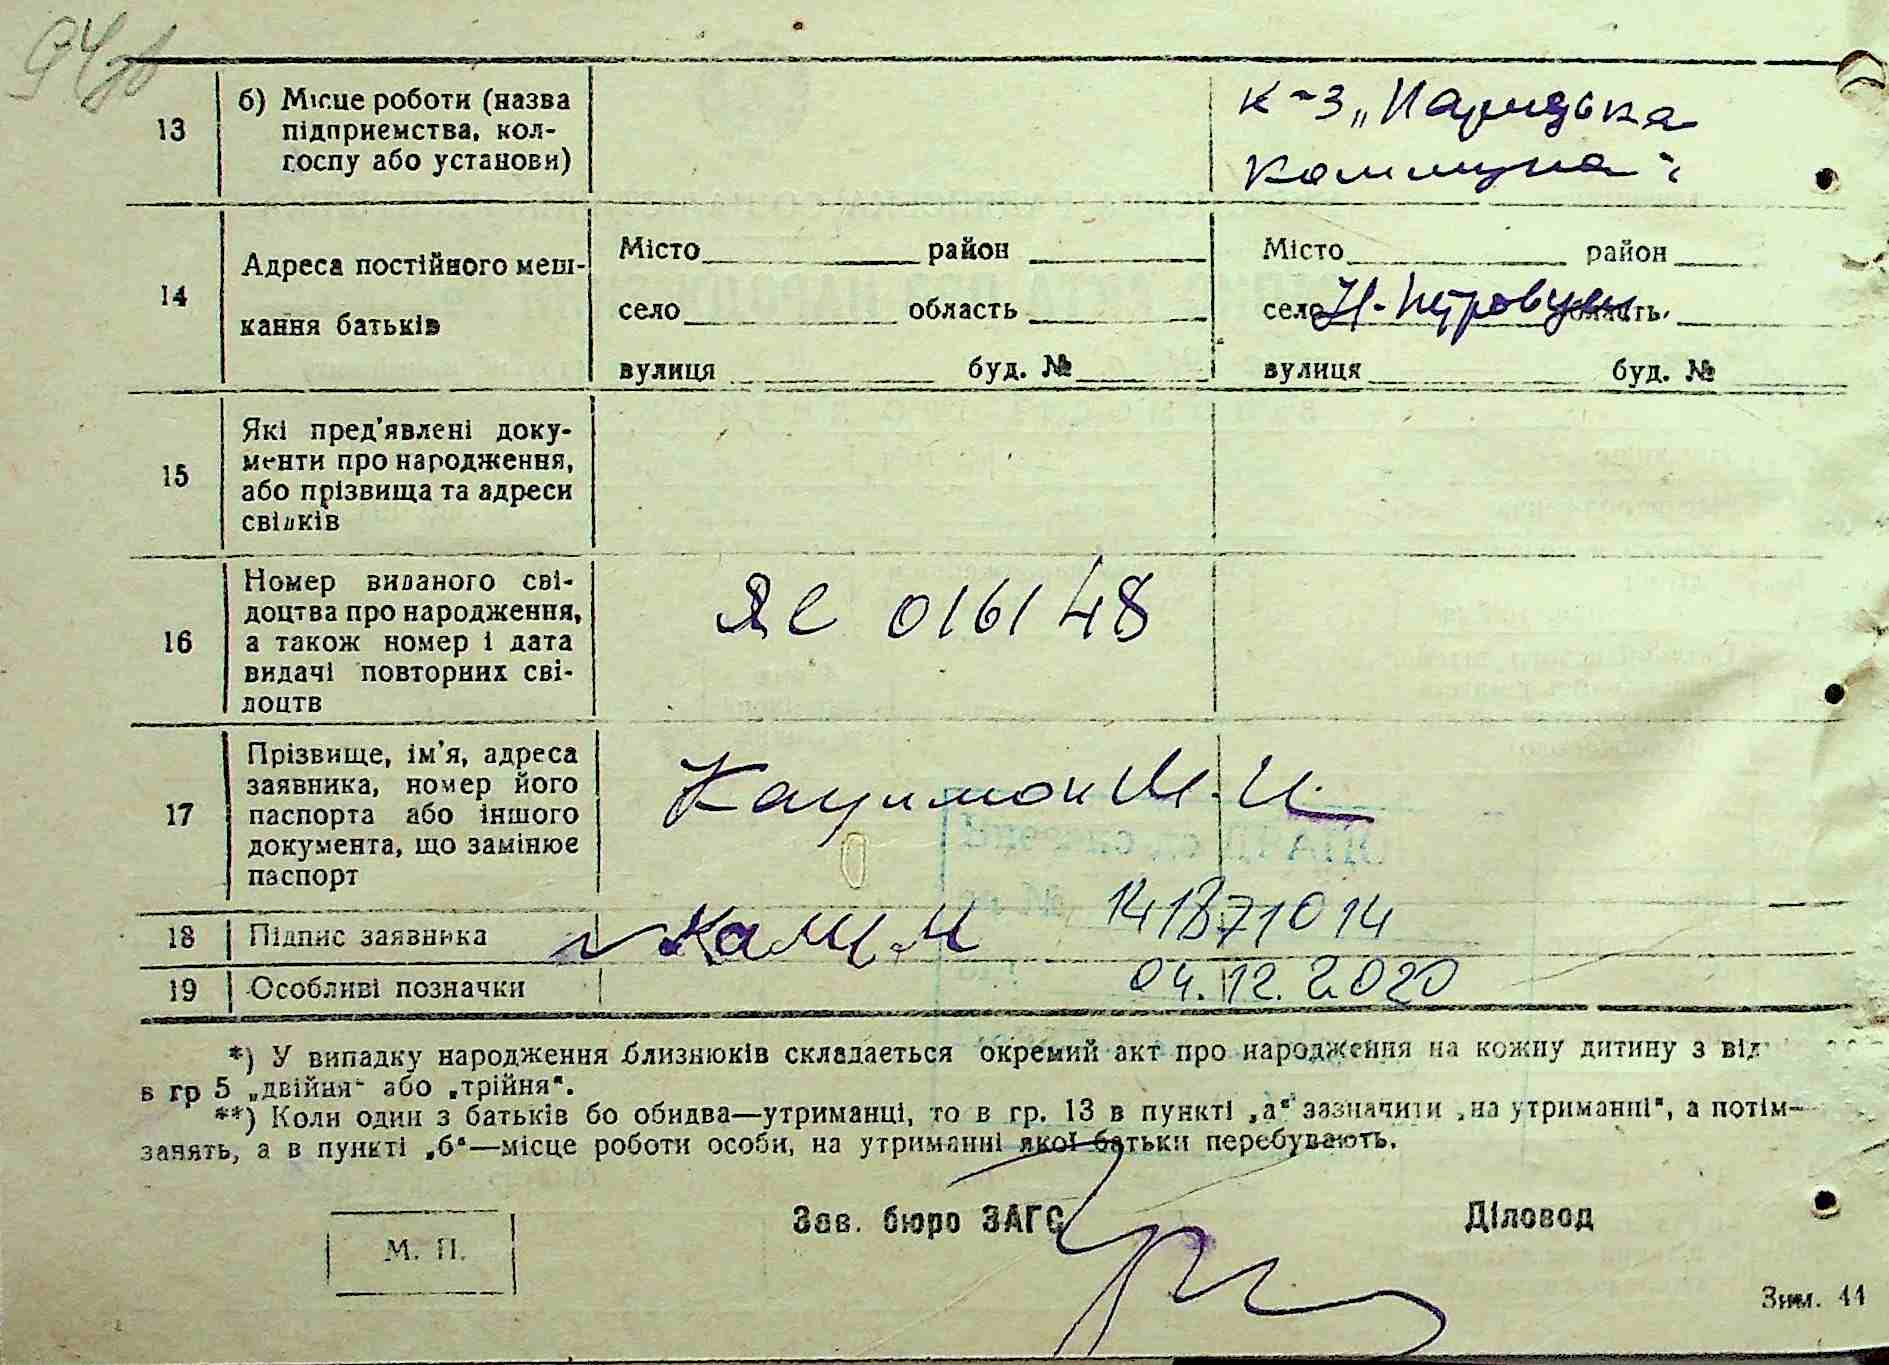 13
б) Місце роботи (назва
підприємства, кол-
госпу або установи)
к-з „Паризька
Коммуна"
14
Адреса постійного меш-
кання батьків
Місто район
село область
вулиця буд. №
Місто район
село Н-Петровци область
вулиця буд. №
15
Які пред'явлені доку-
менти про народження,
або прізвища та адреси
свідків
16
Номер виданого сві-
доцтва про народження,
а також номер і дата
видачі повторних сві-
доцтв
ЯС 016148
17
Прізвище, ім'я, адреса
заявника, номер його
паспорта або іншого
документа, що замінює
паспорт
М. И.
141871014
18 Підпис заявника
19 Особливі позначки
04.12.2020
*) У випадку народження близнюків складається окремий акт про народження на кожну дитину з від
в гр 5 „двійня" або „трійня".
**) Коли один з батьків бо обидва—утриманці, то в гр. 13 в пункті „а" зазначити „на утриманні", а потім—
занять, а в пункті „б"—місце роботи особи, на утриманні якої батьки перебувають.
Зав. бюро ЗАГС
Діловод
М. П.
Зим. 44